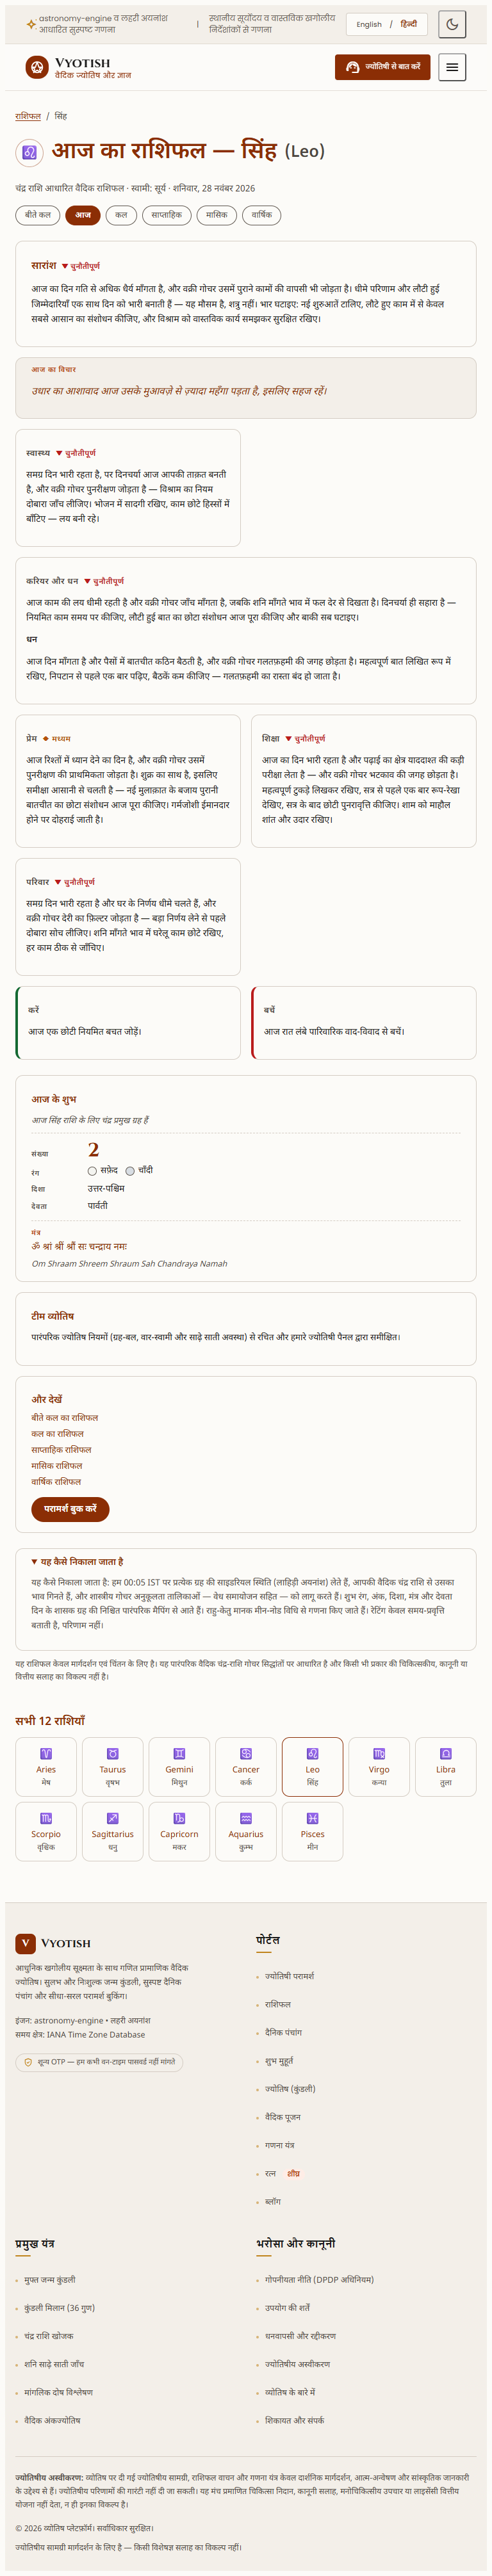 astronomy-engine व लहरी अयनांश
आधारित सुस्पष्ट गणना
|
स्थानीय सूर्योदय व वास्तविक खगोलीय
निर्देशांकों से गणना
English / हिन्दी
VYOTISH
वैदिक ज्योतिष और ज्ञान
ज्योतिषी से बात करें
राशिफल / सिंह
आज का राशिफल — सिंह (Leo)
चंद्र राशि आधारित वैदिक राशिफल · स्वामी: सूर्य · शनिवार, 28 नवंबर 2026
बीते कल
आज
कल
साप्ताहिक
मासिक
वार्षिक
सारांश ▼ चुनौतीपूर्ण
आज का दिन गति से अधिक धैर्य माँगता है, और वक्री गोचर उसमें पुराने कामों की वापसी भी जोड़ता है। धीमे परिणाम और लौटी हुई
जिम्मेदारियाँ एक साथ दिन को भारी बनाती हैं — यह मौसम है, शत्रु नहीं। भार घटाइए: नई शुरुआतें टालिए, लौटे हुए काम में से केवल
सबसे आसान का संशोधन कीजिए, और विश्राम को वास्तविक कार्य समझकर सुरक्षित रखिए।
आज का विचार
उधार का आशावाद आज उसके मुआवज़े से ज़्यादा महँगा पड़ता है, इसलिए सहज रहें।
स्वास्थ्य ▼ चुनौतीपूर्ण
समग्र दिन भारी रहता है, पर दिनचर्या आज आपकी ताक़त बनती
है, और वक्री गोचर पुनरीक्षण जोड़ता है — विश्राम का नियम
दोबारा जाँच लीजिए। भोजन में सादगी रखिए, काम छोटे हिस्सों में
बाँटिए — लय बनी रहे।
करियर और धन ▼ चुनौतीपूर्ण
आज काम की लय धीमी रहती है और वक्री गोचर जाँच माँगता है, जबकि शनि माँगते भाव में फल देर से दिखता है। दिनचर्या ही सहारा है —
नियमित काम समय पर कीजिए, लौटी हुई बात का छोटा संशोधन आज पूरा कीजिए और बाकी सब घटाइए।
धन
आज दिन माँगता है और पैसों में बातचीत कठिन बैठती है, और वक्री गोचर गलतफ़हमी की जगह छोड़ता है। महत्वपूर्ण बात लिखित रूप में
रखिए, निपटान से पहले एक बार पढ़िए, बैठकें कम कीजिए — गलतफ़हमी का रास्ता बंद हो जाता है।
प्रेम ◆ मध्यम
आज रिश्तों में ध्यान देने का दिन है, और वक्री गोचर उसमें
पुनरीक्षण की प्राथमिकता जोड़ता है। शुक्र का साथ है, इसलिए
समीक्षा आसानी से चलती है — नई मुलाक़ात के बजाय पुरानी
बातचीत का छोटा संशोधन आज पूरा कीजिए। गर्मजोशी ईमानदार
होने पर दोहराई जाती है।
शिक्षा ▼ चुनौतीपूर्ण
आज का दिन भारी रहता है और पढ़ाई का क्षेत्र याददाश्त की कड़ी
परीक्षा लेता है — और वक्री गोचर भटकाव की जगह छोड़ता है।
महत्वपूर्ण टुकड़े लिखकर रखिए, सत्र से पहले एक बार रूप-रेखा
देखिए, सत्र के बाद छोटी पुनरावृत्ति कीजिए। शाम को माहौल
शांत और उदार रखिए।
परिवार ▼ चुनौतीपूर्ण
समग्र दिन भारी रहता है और घर के निर्णय धीमे चलते हैं, और
वक्री गोचर देरी का फ़िल्टर जोड़ता है — बड़ा निर्णय लेने से पहले
दोबारा सोच लीजिए। शनि माँगते भाव में घरेलू काम छोटे रखिए,
हर काम ठीक से जाँचिए।
करें
आज एक छोटी नियमित बचत जोड़ें।
बचें
आज रात लंबे पारिवारिक वाद-विवाद से बचें।
आज के शुभ
आज सिंह राशि के लिए चंद्र प्रमुख ग्रह हैं
संख्या 2
रंग सफ़ेद चाँदी
दिशा उत्तर-पश्चिम
देवता पार्वती
मंत्र
ॐ श्रां श्रीं श्रौं सः चन्द्राय नमः
Om Shraam Shreem Shraum Sah Chandraya Namah
टीम व्योतिष
पारंपरिक ज्योतिष नियमों (ग्रह-बल, वार-स्वामी और साढ़े साती अवस्था) से रचित और हमारे ज्योतिषी पैनल द्वारा समीक्षित।
और देखें
बीते कल का राशिफल
कल का राशिफल
साप्ताहिक राशिफल
मासिक राशिफल
वार्षिक राशिफल
परामर्श बुक करें
▼ यह कैसे निकाला जाता है
यह कैसे निकाला जाता है: हम 00:05 IST पर प्रत्येक ग्रह की साइडरियल स्थिति (लाहिड़ी अयनांश) लेते हैं, आपकी वैदिक चंद्र राशि से उसका
भाव गिनते हैं, और शास्त्रीय गोचर अनुकूलता तालिकाओं — वेध समायोजन सहित — को लागू करते हैं। शुभ रंग, अंक, दिशा, मंत्र और देवता
दिन के शासक ग्रह की निश्चित पारंपरिक मैपिंग से आते हैं। राहु-केतु मानक मीन-नोड विधि से गणना किए जाते हैं। रेटिंग केवल समय-प्रवृत्ति
बताती है, परिणाम नहीं।
यह राशिफल केवल मार्गदर्शन एवं चिंतन के लिए है। यह पारंपरिक वैदिक चंद्र-राशि गोचर सिद्धांतों पर आधारित है और किसी भी प्रकार की चिकित्सकीय, कानूनी या
वित्तीय सलाह का विकल्प नहीं है।
सभी 12 राशियाँ
Aries
मेष
Taurus
वृषभ
Gemini
मिथुन
Cancer
कर्क
Leo
सिंह
Virgo
कन्या
Libra
तुला
Scorpio
वृश्चिक
Sagittarius
धनु
Capricorn
मकर
Aquarius
कुम्भ
Pisces
मीन
V VYOTISH
आधुनिक खगोलीय सूक्ष्मता के साथ गणित प्रामाणिक वैदिक
ज्योतिष। सुलभ और निःशुल्क जन्म कुंडली, सुस्पष्ट दैनिक
पंचांग और सीधा-सरल परामर्श बुकिंग।
इंजन: astronomy-engine • लहरी अयनांश
समय क्षेत्र: IANA Time Zone Database
शून्य OTP — हम कभी वन-टाइम पासवर्ड नहीं मांगते
पोर्टल
ज्योतिषी परामर्श
राशिफल
दैनिक पंचांग
शुभ मुहूर्त
ज्योतिष (कुंडली)
वैदिक पूजन
गणना यंत्र
रत्न शीघ्र
ब्लॉग
प्रमुख यंत्र
मुफ्त जन्म कुंडली
कुंडली मिलान (36 गुण)
चंद्र राशि खोजक
शनि साढ़े साती जाँच
मांगलिक दोष विश्लेषण
वैदिक अंकज्योतिष
भरोसा और कानूनी
गोपनीयता नीति (DPDP अधिनियम)
उपयोग की शर्तें
धनवापसी और रद्दीकरण
ज्योतिषीय अस्वीकरण
व्योतिष के बारे में
शिकायत और संपर्क
ज्योतिषीय अस्वीकरण: व्योतिष पर दी गई ज्योतिषीय सामग्री, राशिफल वाचन और गणना यंत्र केवल दार्शनिक मार्गदर्शन, आत्म-अन्वेषण और सांस्कृतिक जानकारी
के उद्देश्य से हैं। ज्योतिषीय परिणामों की गारंटी नहीं दी जा सकती। यह मंच प्रमाणित चिकित्सा निदान, कानूनी सलाह, मनोचिकित्सीय उपचार या लाइसेंसी वित्तीय
योजना नहीं देता, न ही इनका विकल्प है।
© 2026 व्योतिष प्लेटफ़ॉर्म। सर्वाधिकार सुरक्षित।
ज्योतिषीय सामग्री मार्गदर्शन के लिए है — किसी विशेषज्ञ सलाह का विकल्प नहीं।